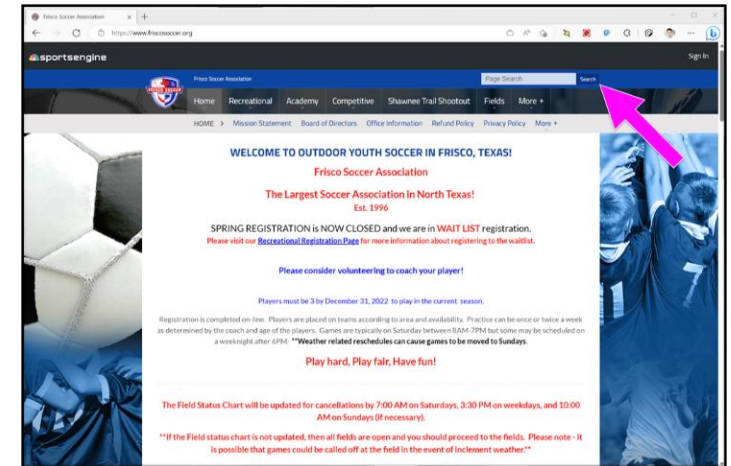 Frisco Soccer Association
https://www.friscosoccer.org
sportsengine
Sign In
Frisco Soccer Association
Page Search
Search
FRISCO SOCCER
Home Recreational Academy Competitive Shawnee Trail Shootout Fields More +
HOME > Mission Statement Board of Directors Office Information Refund Policy Privacy Policy More +
WELCOME TO OUTDOOR YOUTH SOCCER IN FRISCO, TEXAS!
Frisco Soccer Association
The Largest Soccer Association in North Texas!
Est. 1996
SPRING REGISTRATION is NOW CLOSED and we are in WAIT LIST registration.
Please visit our Recreational Registration Page for more information about registering to the waitlist.
Please consider volunteering to coach your player!
Players must be 3 by December 31, 2022 to play in the current season.
Registration is completed on-line. Players are placed on teams according to area and availability. Practice can be once or twice a week
as determined by the coach and age of the players. Games are typically on Saturday between 8AM-7PM but some may be scheduled on
a weeknight after 6PM. **Weather related reschedules can cause games to be moved to Sundays.
Play hard, Play fair, Have fun!
The Field Status Chart will be updated for cancellations by 7:00 AM on Saturdays, 3:30 PM on weekdays, and 10:00
AM on Sundays (if necessary).
**If the Field status chart is not updated, then all fields are open and you should proceed to the fields. Please note - it
is possible that games could be called off at the field in the event of inclement weather.**